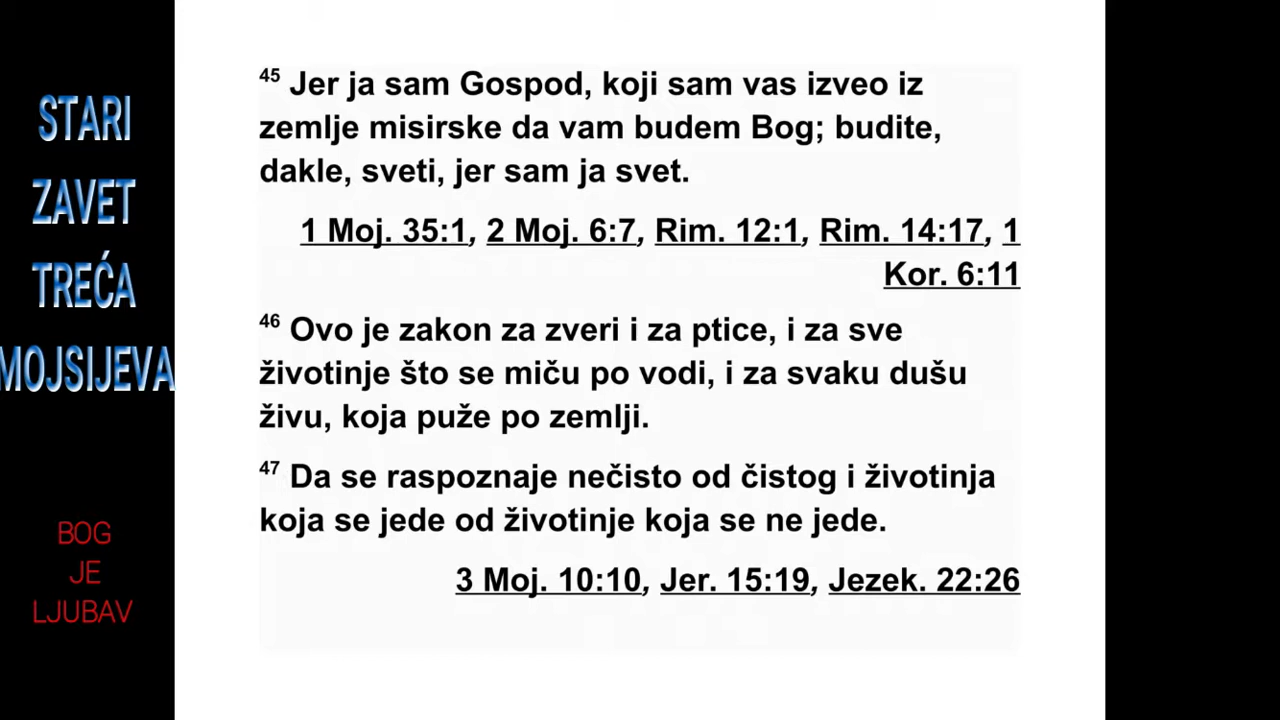 STARI
ZAVET
TREĆA
MOJSIJEVA
BOG
JE
LJUBAV
45 Jer ja sam Gospod, koji sam vas izveo iz
zemlje misirske da vam budem Bog; budite,
dakle, sveti, jer sam ja svet.
1 Moj. 35:1, 2 Moj. 6:7, Rim. 12:1, Rim. 14:17, 1
Kor. 6:11
46 Ovo je zakon za zveri i za ptice, i za sve
životinje što se miču po vodi, i za svaku dušu
živu, koja puže po zemlji.
47 Da se raspoznaje nečisto od čistog i životinja
koja se jede od životinje koja se ne jede.
3 Moj. 10:10, Jer. 15:19, Jezek. 22:26